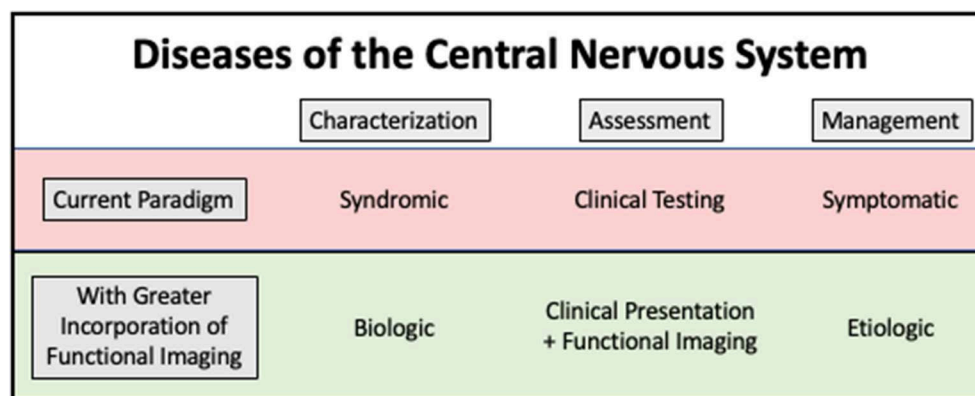 Diseases of the Central Nervous System
Characterization Assessment Management
Current Paradigm Syndromic Clinical Testing Symptomatic
With Greater
Incorporation of
Functional Imaging
Biologic
Clinical Presentation
+ Functional Imaging
Etiologic